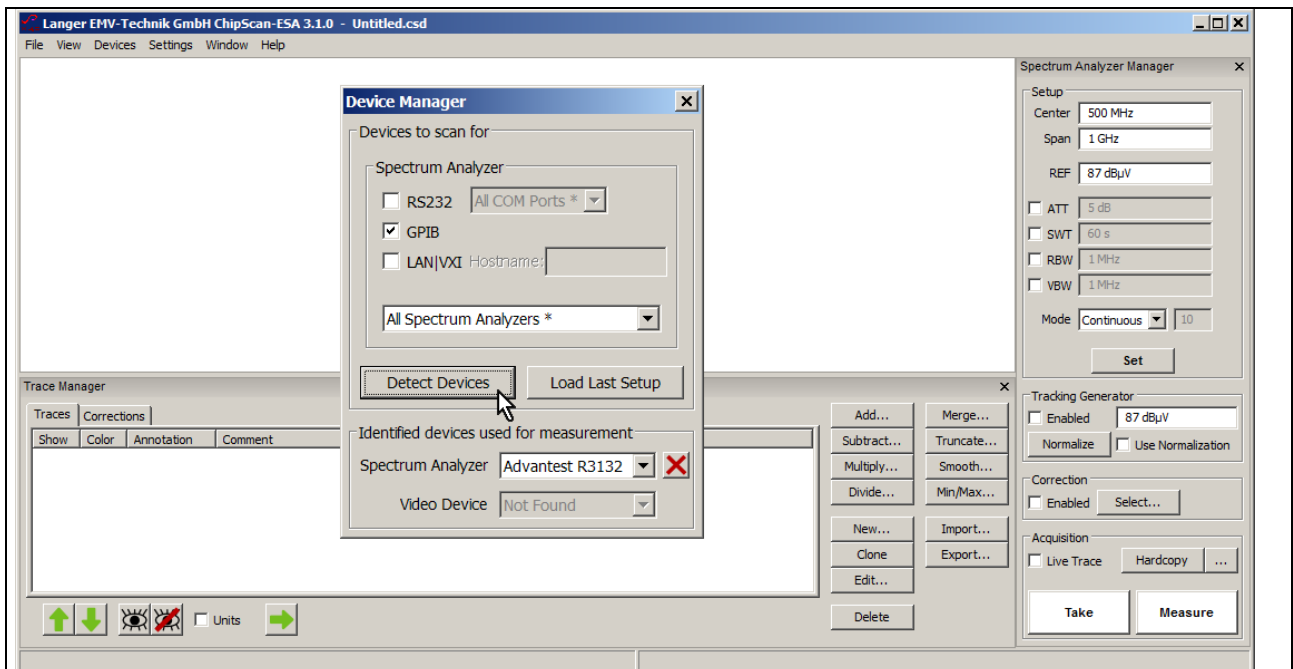 Langer EMV-Technik GmbH ChipScan-ESA 3.1.0 - Untitled.csd
File View Devices Settings Window Help
Device Manager
Devices to scan for
Spectrum Analyzer
RS232 All COM Ports *
GPIB
LAN|VXI Hostname:
All Spectrum Analyzers *
Detect Devices Load Last Setup
Identified devices used for measurement
Spectrum Analyzer Advantest R3132
Video Device Not Found
Trace Manager
Traces Corrections
Show Color Annotation Comment
Units
Add... Merge...
Subtract... Truncate...
Multiply... Smooth...
Divide... Min/Max...
New... Import...
Clone Export...
Edit...
Delete
Spectrum Analyzer Manager
Setup
Center 500 MHz
Span 1 GHz
REF 87 dBµV
ATT 5 dB
SWT 60 s
RBW 1 MHz
VBW 1 MHz
Mode Continuous 10
Set
Tracking Generator
Enabled 87 dBµV
Normalize Use Normalization
Correction
Enabled Select...
Acquisition
Live Trace Hardcopy ...
Take Measure